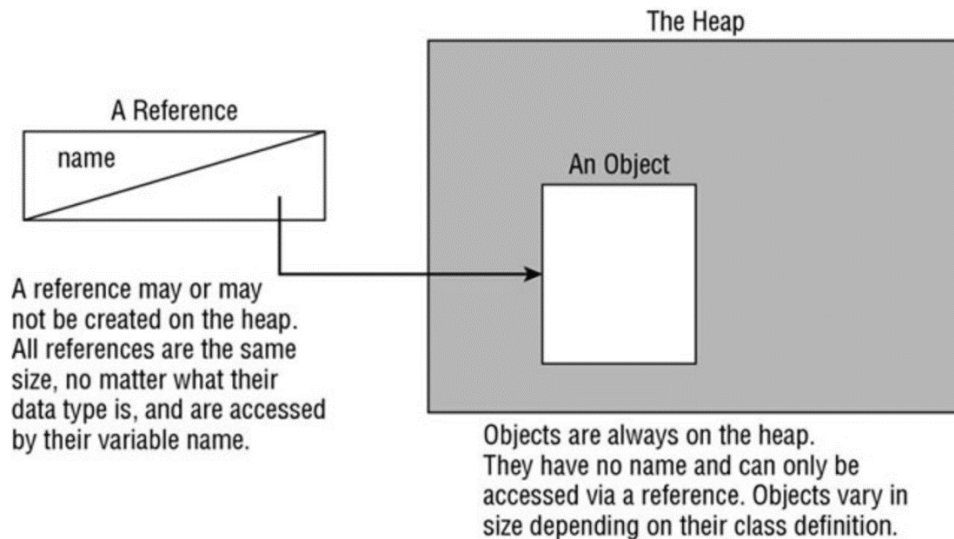 The Heap
A Reference
name
An Object
A reference may or may
not be created on the heap.
All references are the same
size, no matter what their
data type is, and are accessed
by their variable name.
Objects are always on the heap.
They have no name and can only be
accessed via a reference. Objects vary in
size depending on their class definition.